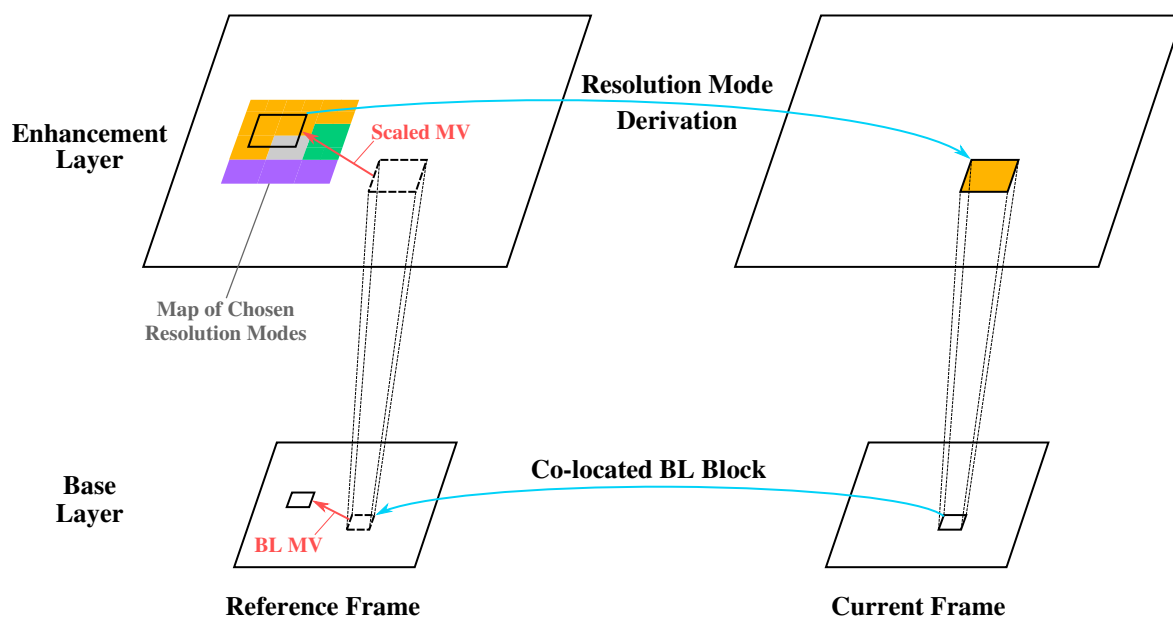 Resolution Mode
Derivation
Enhancement
Layer
Scaled MV
Map of Chosen
Resolution Modes
Co-located BL Block
Base
Layer
BL MV
Reference Frame
Current Frame